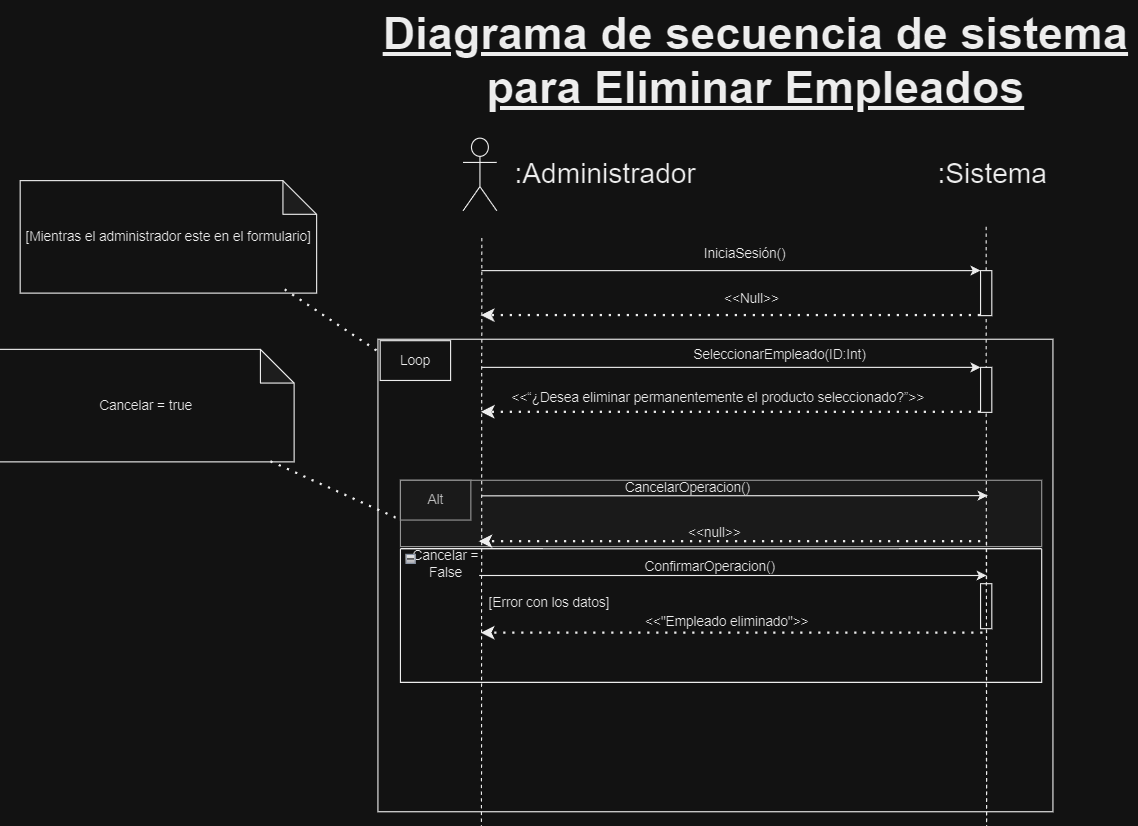 Diagrama de secuencia de sistema
para Eliminar Empleados
:Administrador
:Sistema
[Mientras el administrador este en el formulario]
IniciaSesión()
<<Null>>
Loop
SeleccionarEmpleado(ID:Int)
<<“¿Desea eliminar permanentemente el producto seleccionado?”>>
Cancelar = true
Alt
CancelarOperacion()
<<null>>
Cancelar =
False
ConfirmarOperacion()
[Error con los datos]
<<"Empleado eliminado">>